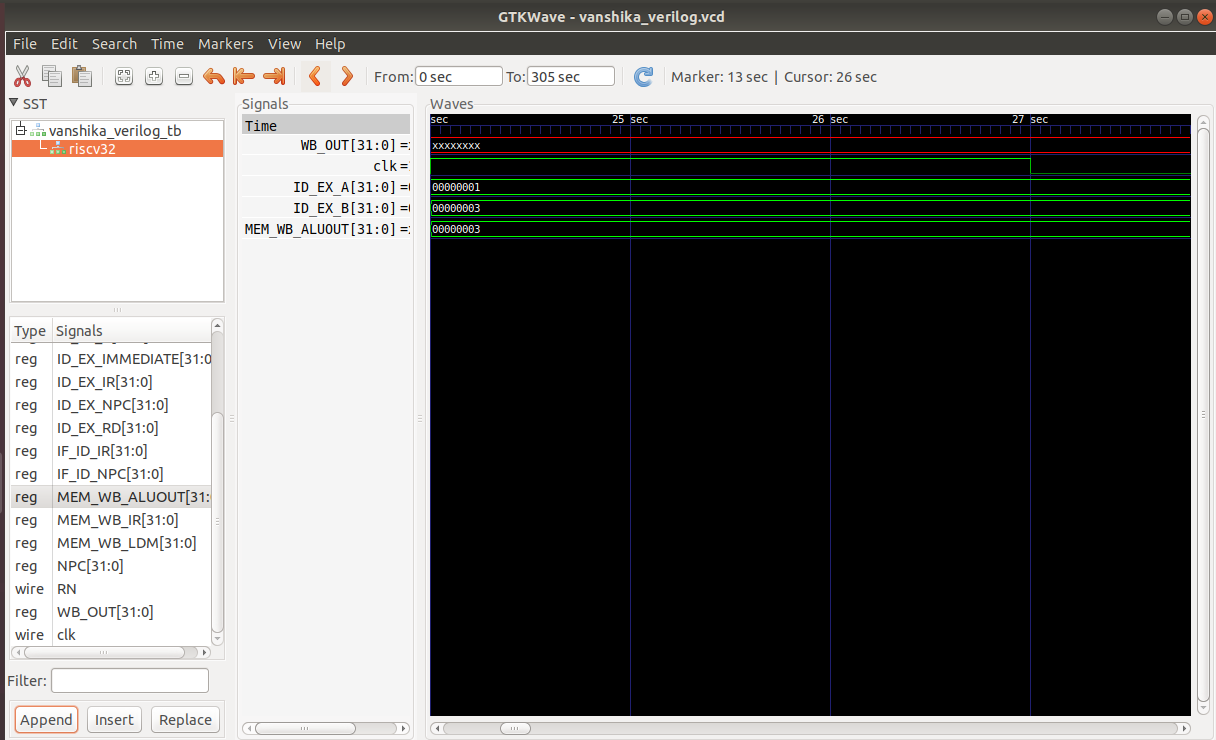 GTKWave - vanshika_verilog.vcd
File Edit Search Time Markers View Help
From: 0 sec To: 305 sec Marker: 13 sec | Cursor: 26 sec
SST
vanshika_verilog_tb
riscv32
Type Signals
reg ID_EX_IMMEDIATE[31:0
reg ID_EX_IR[31:0]
reg ID_EX_NPC[31:0]
reg ID_EX_RD[31:0]
reg IF_ID_IR[31:0]
reg IF_ID_NPC[31:0]
reg MEM_WB_ALUOUT[31:
reg MEM_WB_IR[31:0]
reg MEM_WB_LDM[31:0]
reg NPC[31:0]
wire RN
reg WB_OUT[31:0]
wire clk
Filter:
Append Insert Replace
Signals
Time
WB_OUT[31:0] =
clk =
ID_EX_A[31:0] =
ID_EX_B[31:0] =
MEM_WB_ALUOUT[31:0] =
Waves
sec 25 sec 26 sec 27 sec
xxxxxxxx
00000001
00000003
00000003